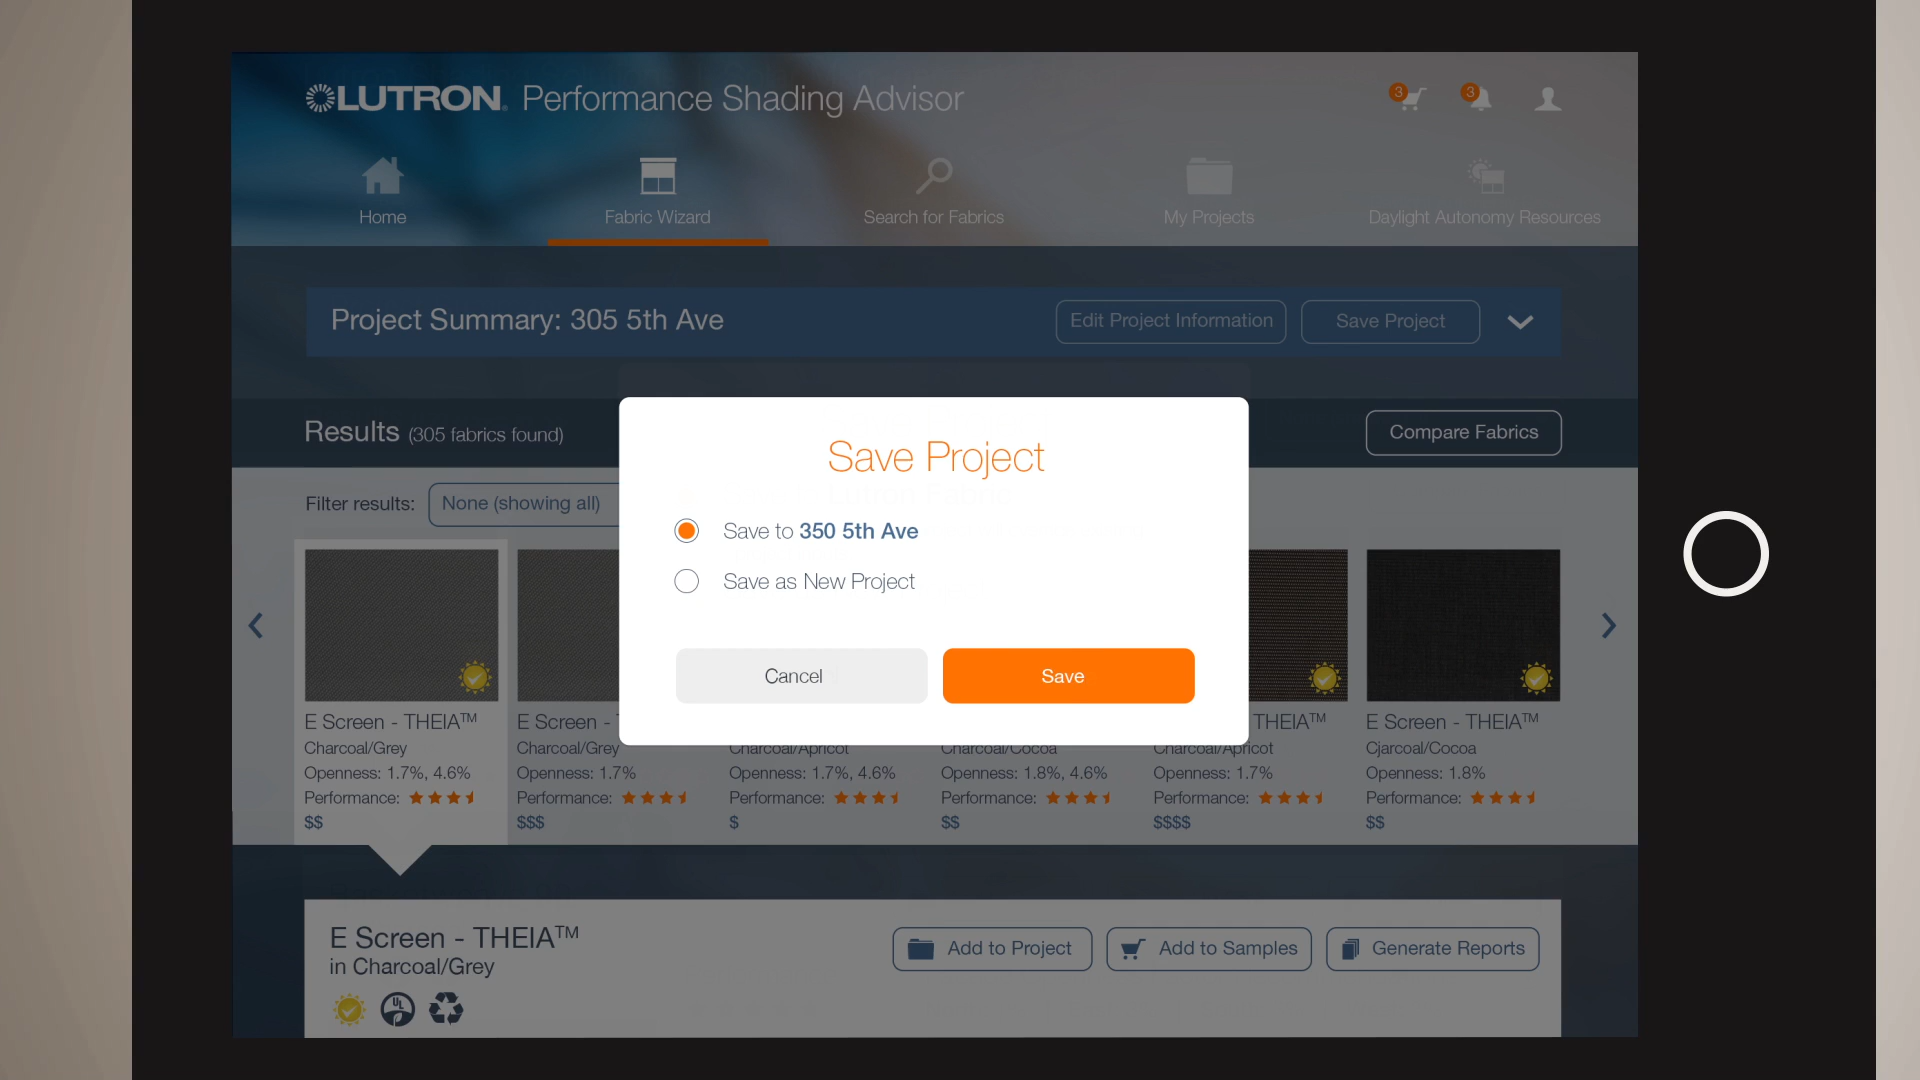 LUTRON Performance Shading Advisor
3
3
Home
Fabric Wizard
Search for Fabrics
My Projects
Daylight Autonomy Resources
Project Summary: 305 5th Ave
Edit Project Information
Save Project
Results (305 fabrics found)
Compare Fabrics
Filter results:
None (showing all)
Save Project
Save to 350 5th Ave
Save as New Project
Cancel
Save
E Screen - THEIA™
Charcoal/Grey
Openness: 1.7%, 4.6%
Performance:
$$
E Screen -
Charcoal/Grey
Openness: 1.7%
Performance:
$$$
Charcoal/Apricot
Openness: 1.7%, 4.6%
Performance:
$
Charcoal/Cocoa
Openness: 1.8%, 4.6%
Performance:
$$
THEIA™
Charcoal/Apricot
Openness: 1.7%
Performance:
$$$$
E Screen - THEIA™
Cjarcoal/Cocoa
Openness: 1.8%
Performance:
$$
E Screen - THEIA™
in Charcoal/Grey
Add to Project
Add to Samples
Generate Reports
UL